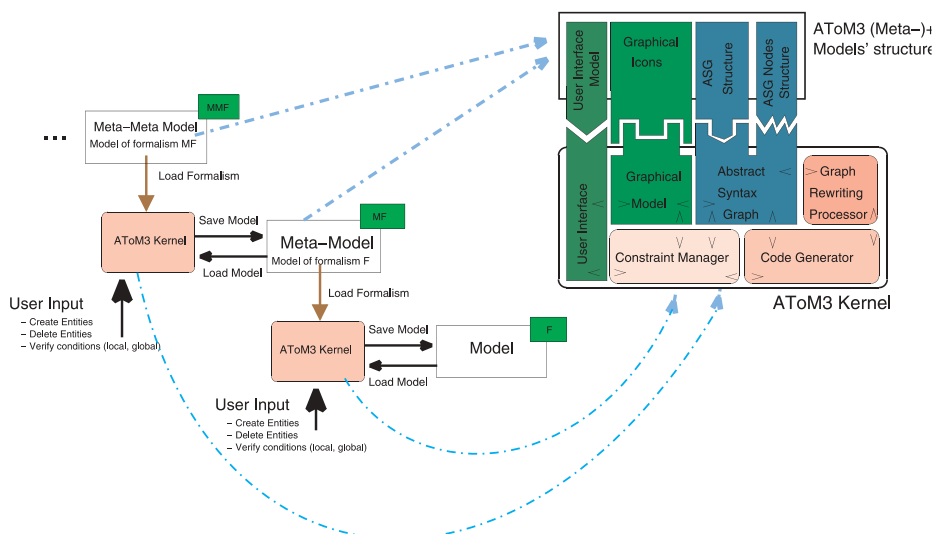 AToM3 (Meta–)+
Models' structure
User Interface
Model
Graphical
Icons
ASG
Structure
ASG Nodes
Structure
MMF
...
Meta–Meta Model
Model of formalism MF
Load Formalism
AToM3 Kernel
Save Model
Load Model
MF
Meta–Model
Model of formalism F
Load Formalism
User Input
– Create Entities
– Delete Entities
– Verify conditions (local, global)
AToM3 Kernel
Save Model
Load Model
F
Model
User Input
– Create Entities
– Delete Entities
– Verify conditions (local, global)
User Interface
Graphical
Model
Abstract
Syntax
Graph
Graph
Rewriting
Processor
Constraint Manager
Code Generator
AToM3 Kernel